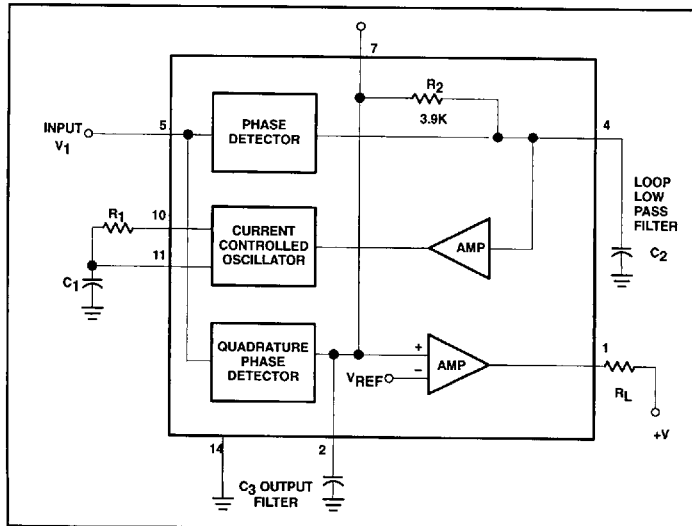 7
R2
3.9K
INPUT
V1
5
PHASE
DETECTOR
4
LOOP
LOW
PASS
FILTER
C2
R1
10
CURRENT
CONTROLLED
OSCILLATOR
AMP
11
C1
QUADRATURE
PHASE
DETECTOR
+
−
VREF
AMP
1
RL
+V
14
2
C3 OUTPUT
FILTER